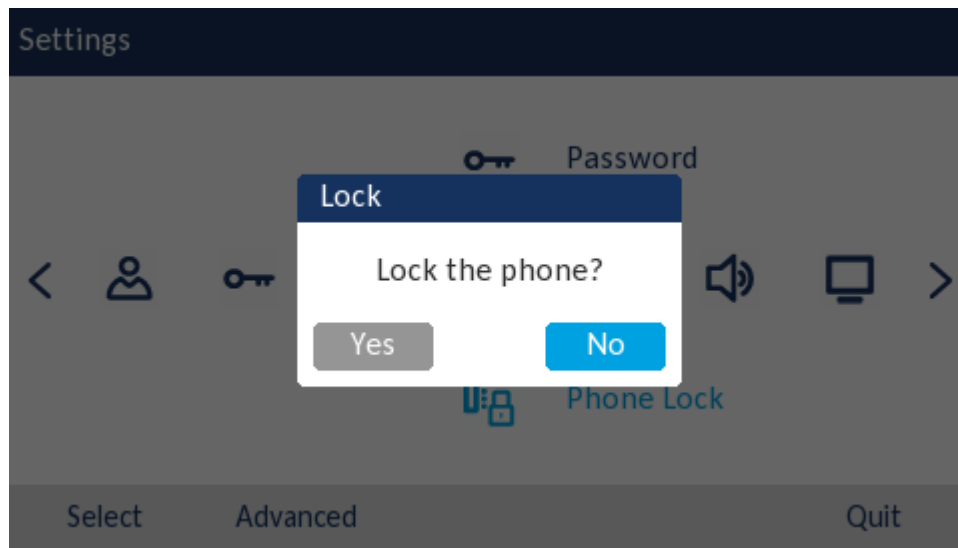 Settings
Password
Lock
Lock the phone?
Yes No
Phone Lock
Select Advanced Quit